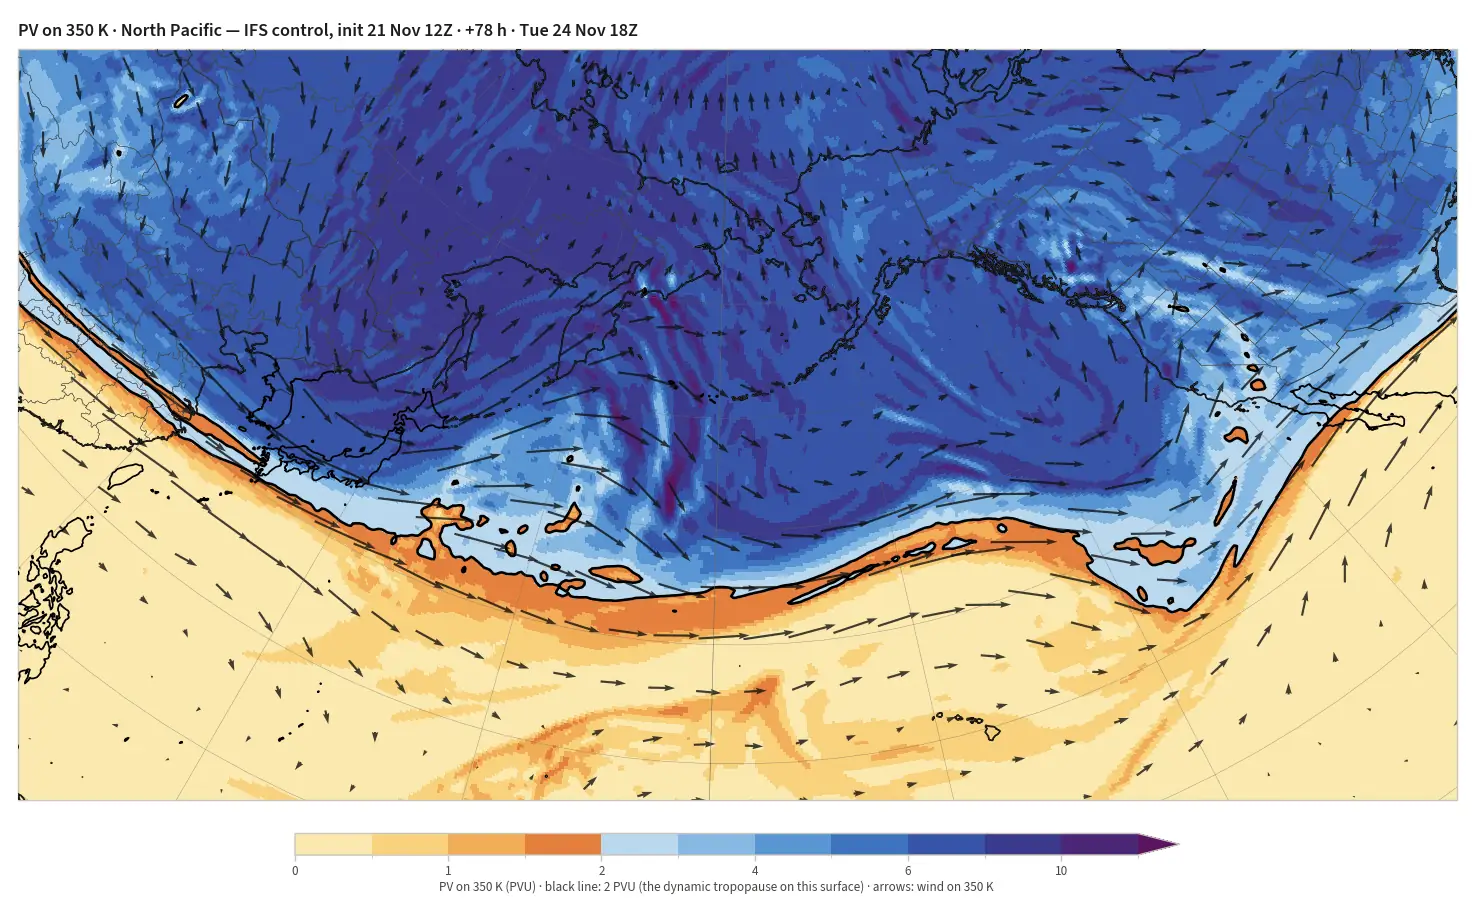 PV on 350 K · North Pacific — IFS control, init 21 Nov 12Z · +78 h · Tue 24 Nov 18Z
0 1 2 4 6 10
PV on 350 K (PVU) · black line: 2 PVU (the dynamic tropopause on this surface) · arrows: wind on 350 K